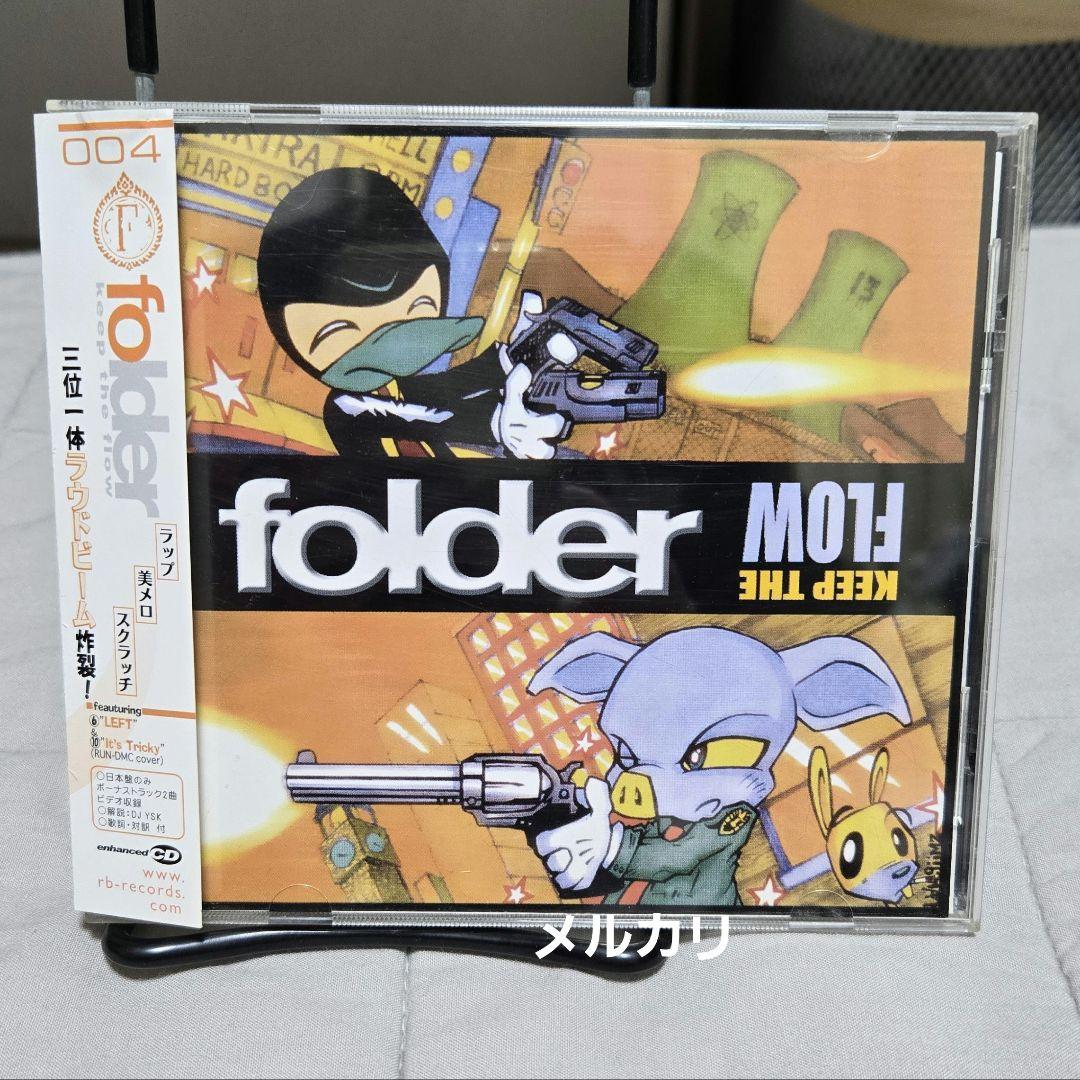 004
F
folder
keep the flow
三位一体ラウドビーム炸裂!
ラップ
美メロ
スクラッチ
feauturing
⑥"LEFT"
&
⑩"It's Tricky"
(RUN-DMC cover)
○日本盤のみ
ボーナストラック2曲
ビデオ収録
○解説:DJ YSK
○歌詞・対訳 付
enhanced CD
www.
rb-records.
com
HARD BO
13
folder
KEEP THE
FLOW
メルカリ